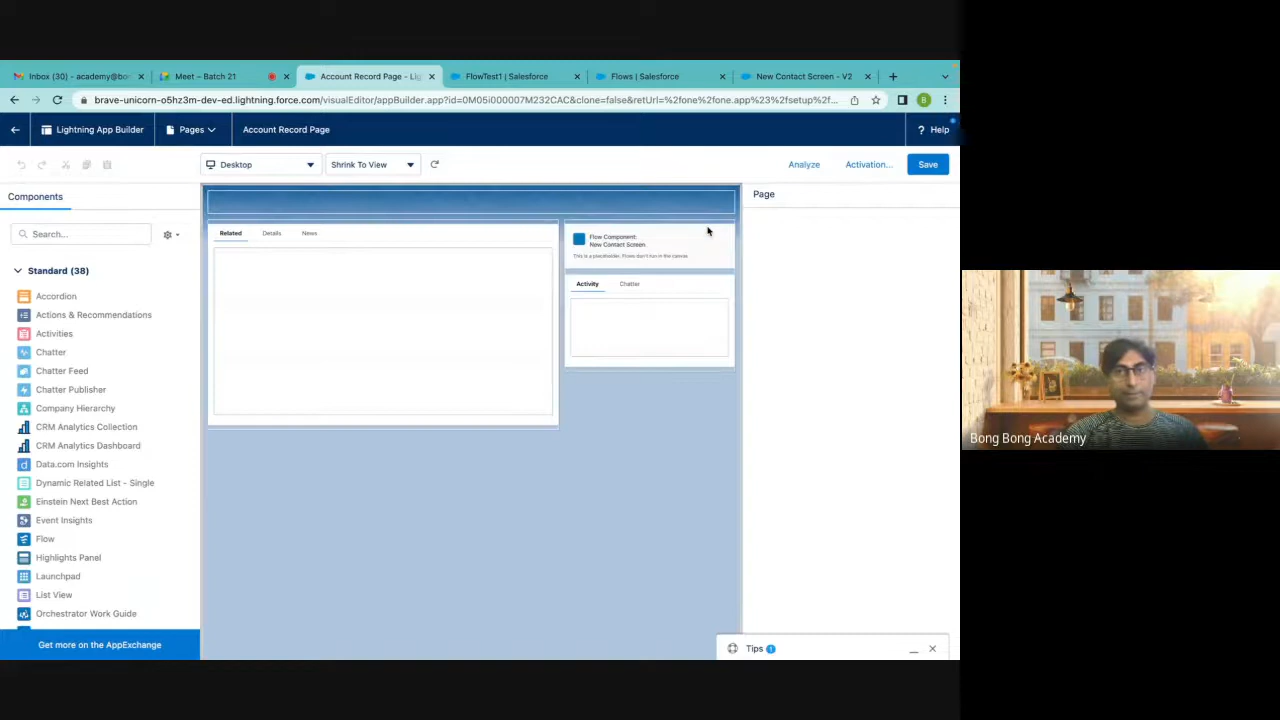 Inbox (30) - academy@bo
Meet – Batch 21
Account Record Page - Lig
FlowTest1 | Salesforce
Flows | Salesforce
New Contact Screen - V2
brave-unicorn-o5hz3m-dev-ed.lightning.force.com/visualEditor/appBuilder.app?id=0M05i000007M232CAC&clone=false&retUrl=%2fone%2fone.app%23%2fsetup%2f...
B
Lightning App Builder
Pages
Account Record Page
? Help
Desktop
Shrink To View
Analyze
Activation...
Save
Components
Page
Search...
Related
Details
News
Flow Component:
New Contact Screen
This is a placeholder. Flows don't run in the canvas.
Activity
Chatter
Standard (38)
Accordion
Actions & Recommendations
Activities
Chatter
Chatter Feed
Chatter Publisher
Company Hierarchy
CRM Analytics Collection
CRM Analytics Dashboard
Data.com Insights
Dynamic Related List - Single
Einstein Next Best Action
Event Insights
Flow
Highlights Panel
Launchpad
List View
Orchestrator Work Guide
Get more on the AppExchange
Tips 1
Bong Bong Academy